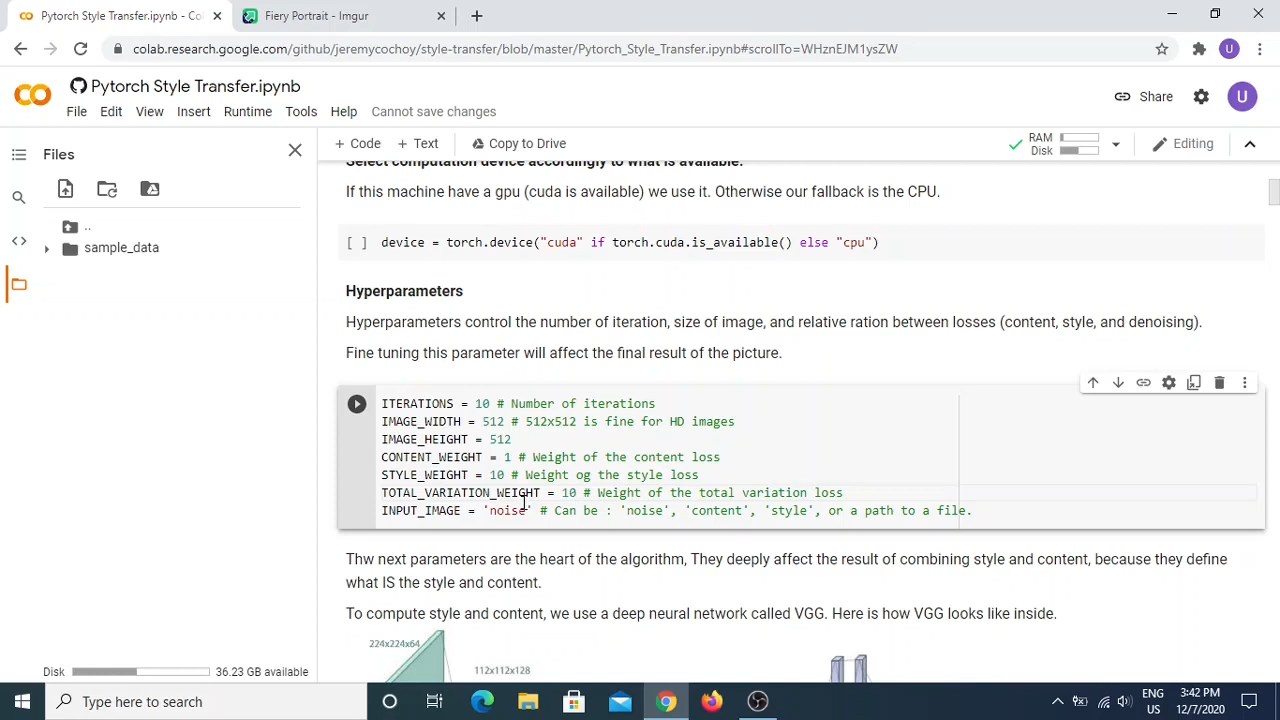 Pytorch Style Transfer.ipynb - Co
Fiery Portrait - Imgur
colab.research.google.com/github/jeremycochoy/style-transfer/blob/master/Pytorch_Style_Transfer.ipynb#scrollTo=WHznEJM1ysZW
U
Pytorch Style Transfer.ipynb
File Edit View Insert Runtime Tools Help Cannot save changes
Share
U
Files
+ Code + Text Copy to Drive
RAM
Disk
Editing
..
sample_data
Select computation device accordingly to what is available.
If this machine have a gpu (cuda is available) we use it. Otherwise our fallback is the CPU.
[ ] device = torch.device("cuda" if torch.cuda.is_available() else "cpu")
Hyperparameters
Hyperparameters control the number of iteration, size of image, and relative ration between losses (content, style, and denoising).
Fine tuning this parameter will affect the final result of the picture.
ITERATIONS = 10 # Number of iterations
IMAGE_WIDTH = 512 # 512x512 is fine for HD images
IMAGE_HEIGHT = 512
CONTENT_WEIGHT = 1 # Weight of the content loss
STYLE_WEIGHT = 10 # Weight og the style loss
TOTAL_VARIATION_WEIGHT = 10 # Weight of the total variation loss
INPUT_IMAGE = 'noise' # Can be : 'noise', 'content', 'style', or a path to a file.
Thw next parameters are the heart of the algorithm, They deeply affect the result of combining style and content, because they define
what IS the style and content.
To compute style and content, we use a deep neural network called VGG. Here is how VGG looks like inside.
224x224x64
112x112x128
Disk 36.23 GB available
Type here to search
ENG
US
3:42 PM
12/7/2020